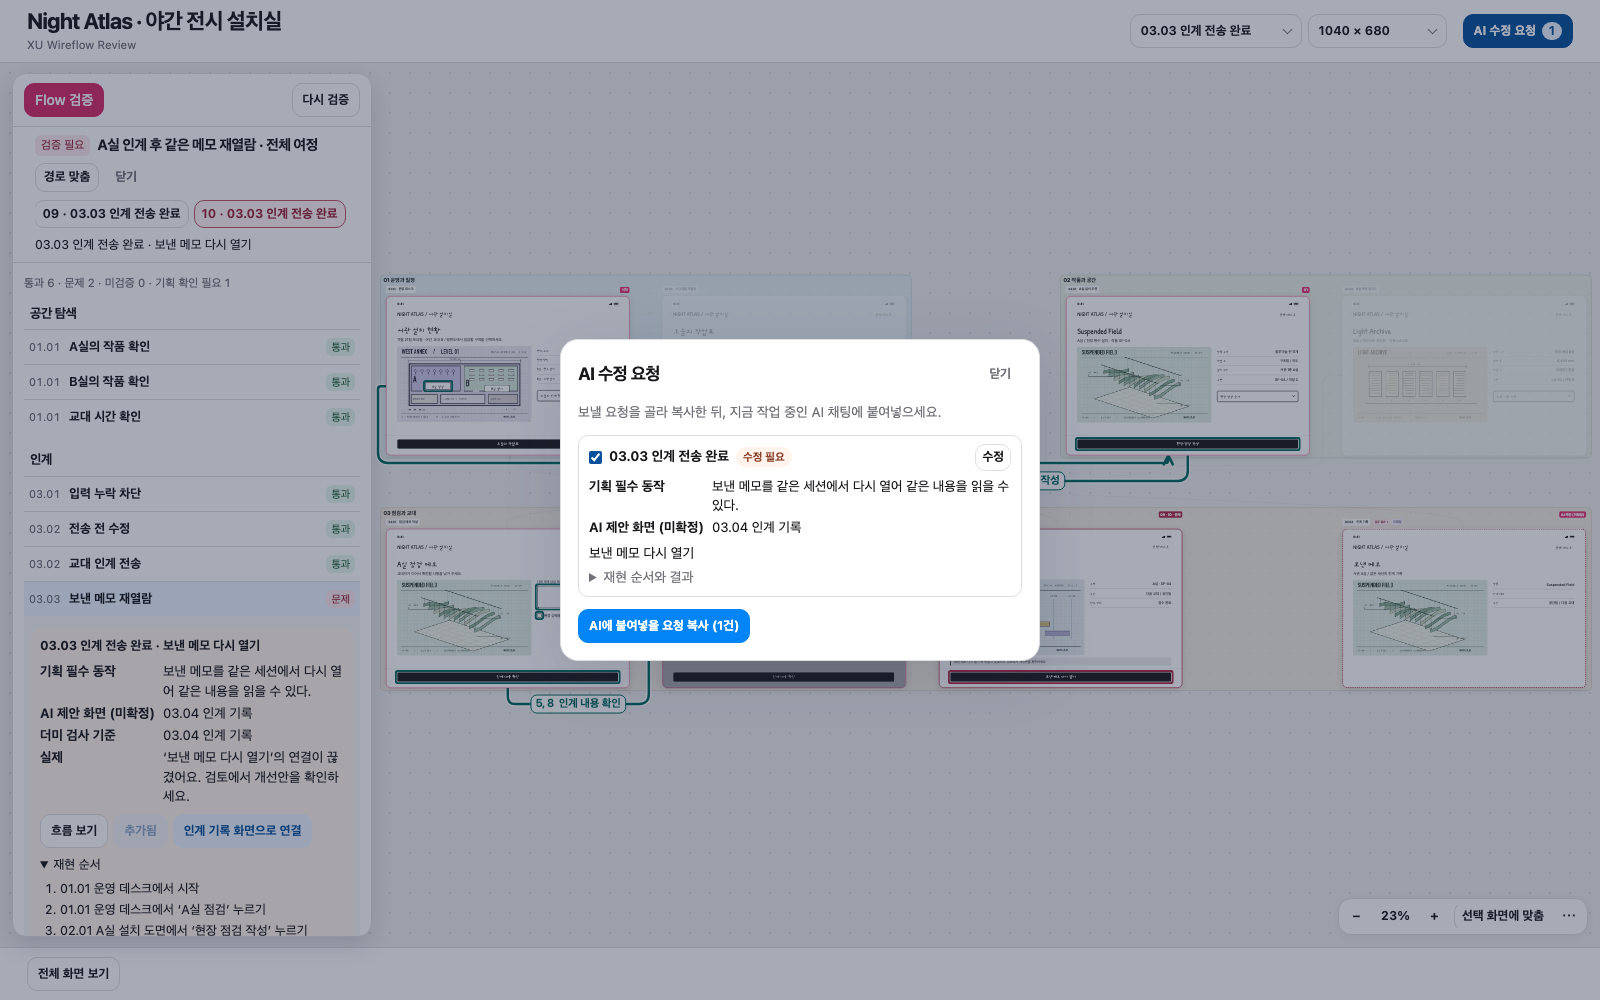 Night Atlas · 야간 전시 설치실
XU Wireflow Review
03.03 인계 전송 완료
1040 × 680
AI 수정 요청 1
Flow 검증
다시 검증
검증 필요 A실 인계 후 같은 메모 재열람 · 전체 여정
경로 맞춤 닫기
09 · 03.03 인계 전송 완료
10 · 03.03 인계 전송 완료
03.03 인계 전송 완료 · 보낸 메모 다시 열기
통과 6 · 문제 2 · 미검증 0 · 기획 확인 필요 1
공간 탐색
01.01 A실의 작품 확인 통과
01.01 B실의 작품 확인 통과
01.01 교대 시간 확인 통과
인계
03.01 입력 누락 차단 통과
03.02 전송 전 수정 통과
03.02 교대 인계 전송 통과
03.03 보낸 메모 재열람 문제
03.03 인계 전송 완료 · 보낸 메모 다시 열기
기획 필수 동작 보낸 메모를 같은 세션에서 다시 열
어 같은 내용을 읽을 수 있다.
AI 제안 화면 (미확정) 03.04 인계 기록
더미 검사 기준 03.04 인계 기록
실제 ‘보낸 메모 다시 열기’의 연결이 끊
겼어요. 검토에서 개선안을 확인하
세요.
흐름 보기 추가됨 인계 기록 화면으로 연결
▼ 재현 순서
1. 01.01 운영 데스크에서 시작
2. 01.01 운영 데스크에서 ‘A실 점검’ 누르기
3. 02.01 A실 설치 도면에서 ‘현장 점검 작성’ 누르기
전체 화면 보기
AI 수정 요청
닫기
보낼 요청을 골라 복사한 뒤, 지금 작업 중인 AI 채팅에 붙여넣으세요.
03.03 인계 전송 완료 수정 필요
수정
기획 필수 동작 보낸 메모를 같은 세션에서 다시 열어 같은 내용을 읽을 수
있다.
AI 제안 화면 (미확정) 03.04 인계 기록
보낸 메모 다시 열기
▶ 재현 순서와 결과
AI에 붙여넣을 요청 복사 (1건)
WEST ANNEX / LEVEL 01
Suspended Field
SUSPENDED FIELD
Light Archive
작성
SUSPENDED FIELD
SUSPENDED FIELD
5, 8 인계 내용 확인
− 23% + 선택 화면에 맞춤 ···